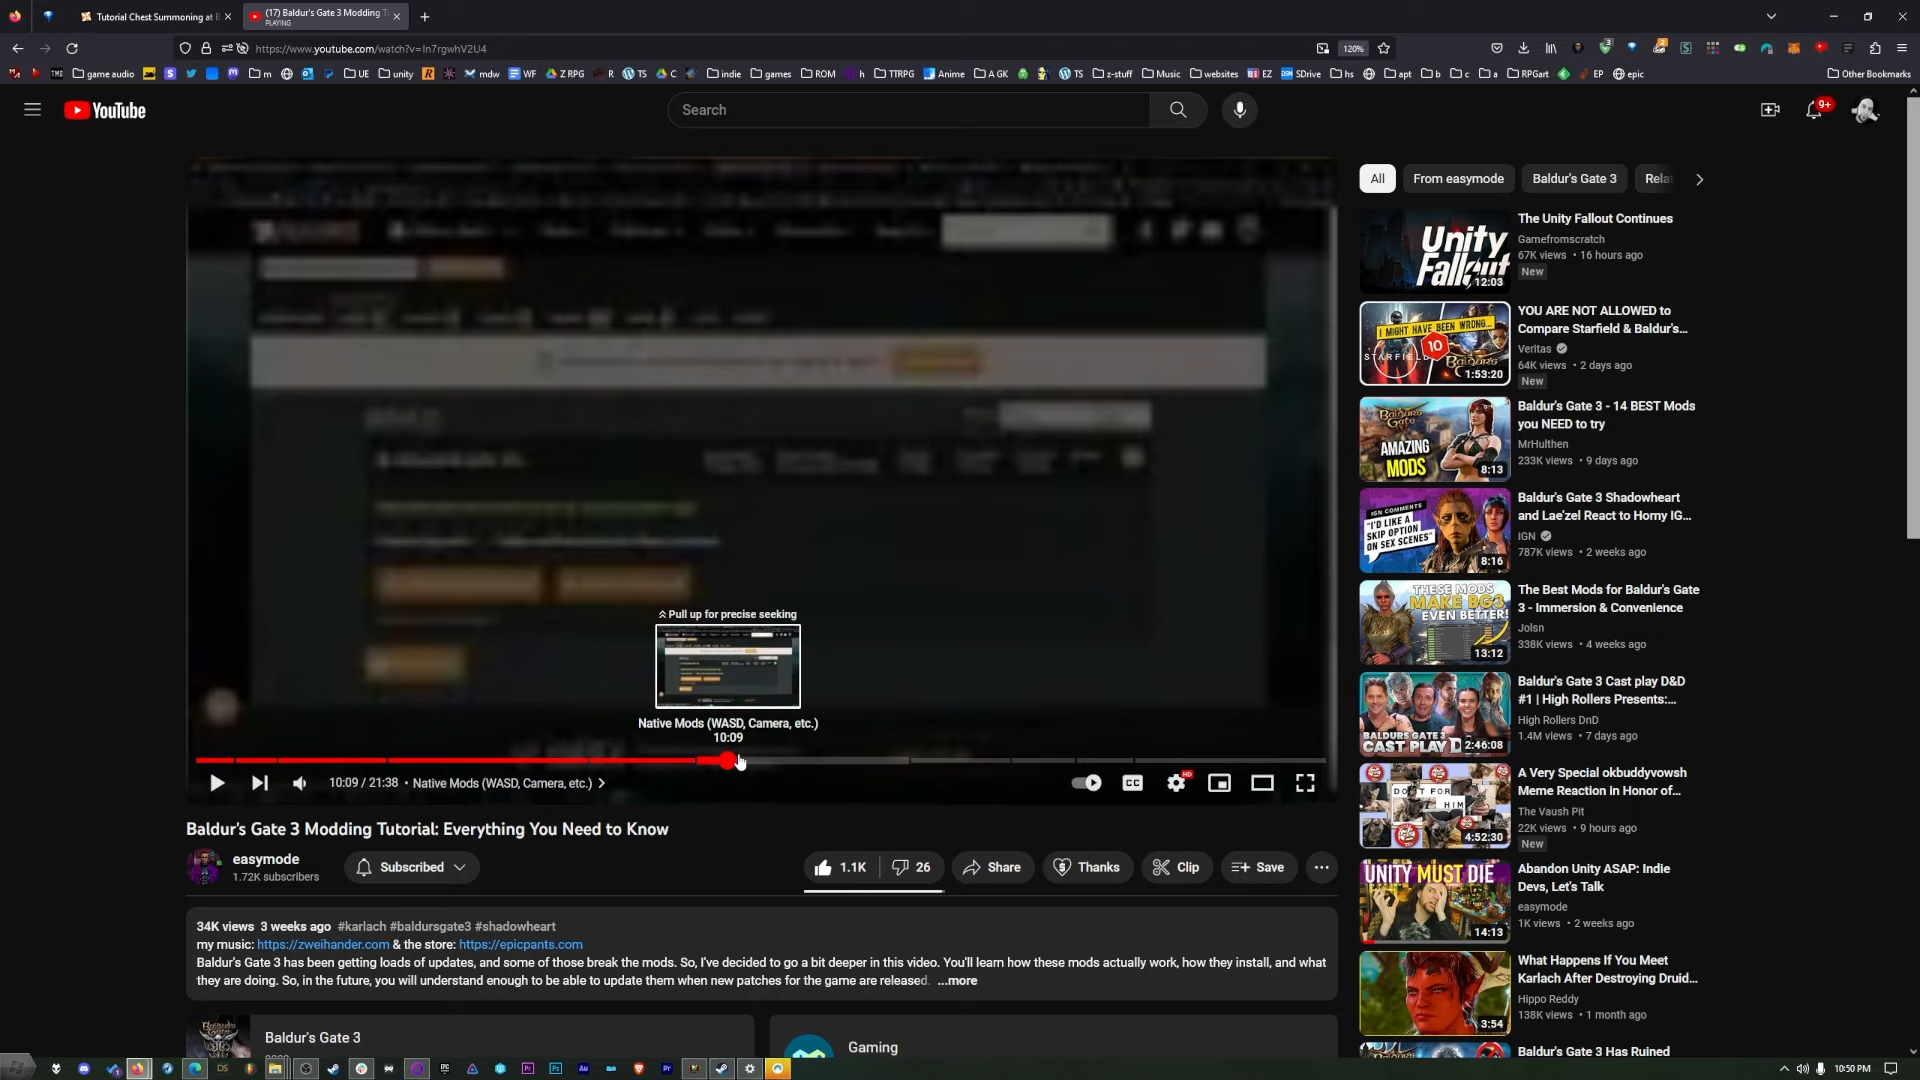 Tutorial Chest Summoning at B
(17) Baldur's Gate 3 Modding T
PLAYING
https://www.youtube.com/watch?v=In7rgwhV2U4
120%
game audio
m
UE
unity
mdw
WF
Z RPG
R
TS
C
indie
games
ROM
h
TTRPG
Anime
A GK
TS
z-stuff
Music
websites
EZ
SDrive
hs
apt
b
c
a
RPGart
EP
epic
Other Bookmarks
YouTube
Search
9+
All
From easymode
Baldur's Gate 3
Relat
Unity Fallout
12:03
The Unity Fallout Continues
Gamefromscratch
67K views • 16 hours ago
New
I MIGHT HAVE BEEN WRONG...
10
STARFIELD
Baldur's Gate
1:53:20
YOU ARE NOT ALLOWED to
Compare Starfield & Baldur's...
Veritas
64K views • 2 days ago
New
Baldur's Gate
AMAZING
MODS
8:13
Baldur's Gate 3 - 14 BEST Mods
you NEED to try
MrHulthen
233K views • 9 days ago
IGN COMMENTS
"I'D LIKE A
SKIP OPTION
ON SEX SCENES"
8:16
Baldur's Gate 3 Shadowheart
and Lae'zel React to Horny IG...
IGN
787K views • 2 weeks ago
THESE MODS
MAKE BG3
EVEN BETTER!
13:12
The Best Mods for Baldur's Gate
3 - Immersion & Convenience
Jolsn
338K views • 4 weeks ago
BALDURS GATE 3
CAST PLAY D
2:46:08
Baldur's Gate 3 Cast play D&D
#1 | High Rollers Presents:...
High Rollers DnD
1.4M views • 7 days ago
DO IT FOR
HIM
4:52:30
A Very Special okbuddyvowsh
Meme Reaction in Honor of...
The Vaush Pit
22K views • 9 hours ago
New
UNITY MUST DIE
14:13
Abandon Unity ASAP: Indie
Devs, Let's Talk
easymode
1K views • 2 weeks ago
3:54
What Happens If You Meet
Karlach After Destroying Druid...
Hippo Reddy
138K views • 1 month ago
Baldur's Gate 3 Has Ruined
Pull up for precise seeking
Native Mods (WASD, Camera, etc.)
10:09
10:09 / 21:38 • Native Mods (WASD, Camera, etc.)
CC
HD
Baldur's Gate 3 Modding Tutorial: Everything You Need to Know
easymode
1.72K subscribers
Subscribed
1.1K
26
Share
Thanks
Clip
Save
34K views 3 weeks ago #karlach #baldursgate3 #shadowheart
my music: https://zweihander.com & the store: https://epicpants.com
Baldur's Gate 3 has been getting loads of updates, and some of those break the mods. So, I've decided to go a bit deeper in this video. You'll learn how these mods actually work, how they install, and what
they are doing. So, in the future, you will understand enough to be able to update them when new patches for the game are released. ...more
Baldur's Gate 3
Gaming
10:50 PM